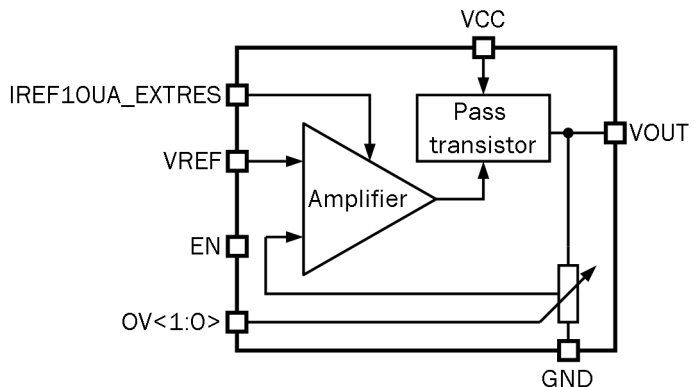 VCC
IREF10UA_EXTRES
Pass
transistor
VOUT
VREF
Amplifier
EN
OV<1:0>
GND